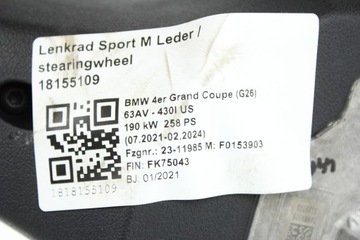 Lenkrad Sport M Leder /
stearingwheel
18155109
BMW 4er Grand Coupe (G26)
63AV - 430I US
190 kW 258 PS
(07.2021-02.2024)
Fzgnr.: 23-11985 M: F0153903
FIN: FK75043
BJ: 01/2021
1818155109